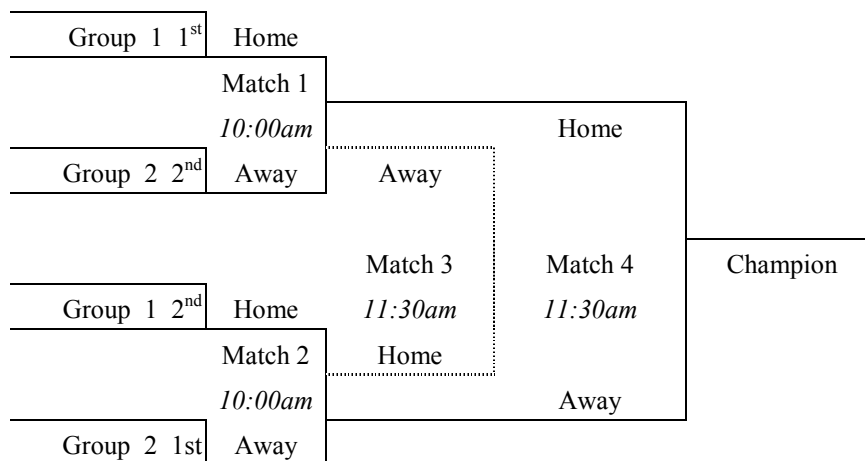 Group 1 1st Home
Match 1
10:00am Home
Group 2 2nd Away Away
Match 3 Match 4 Champion
Group 1 2nd Home 11:30am 11:30am
Match 2 Home
10:00am Away
Group 2 1st Away